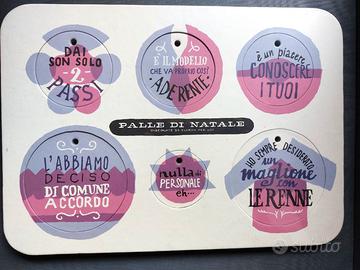 DAI
SON SOLO
2
PASSI
È IL MODELLO
CHE VA PROPRIO COSÌ
ADERENTE
è un piacere
CONOSCERE
I TUOI
PALLE DI NATALE
L'ABBIAMO
DECISO
DI COMUNE
ACCORDO
nulla di
PERSONALE
eh...
HO SEMPRE DESIDERATO
un
maglione
con
LE RENNE
subito